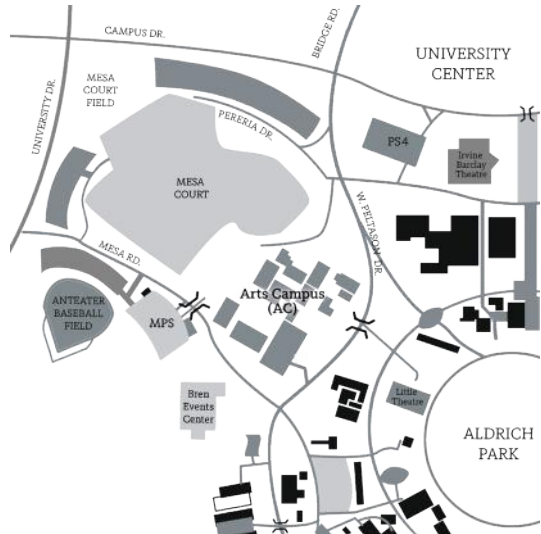 CAMPUS DR.
BRIDGE RD.
UNIVERSITY
CENTER
MESA
COURT
FIELD
UNIVERSITY DR.
PERERIA DR.
PS4
Irvine
Barclay
Theatre
MESA
COURT
W. PELTASON DR.
MESA RD.
Arts Campus
(AC)
ANTEATER
BASEBALL
FIELD
MPS
Bren
Events
Center
Little
Theatre
ALDRICH
PARK